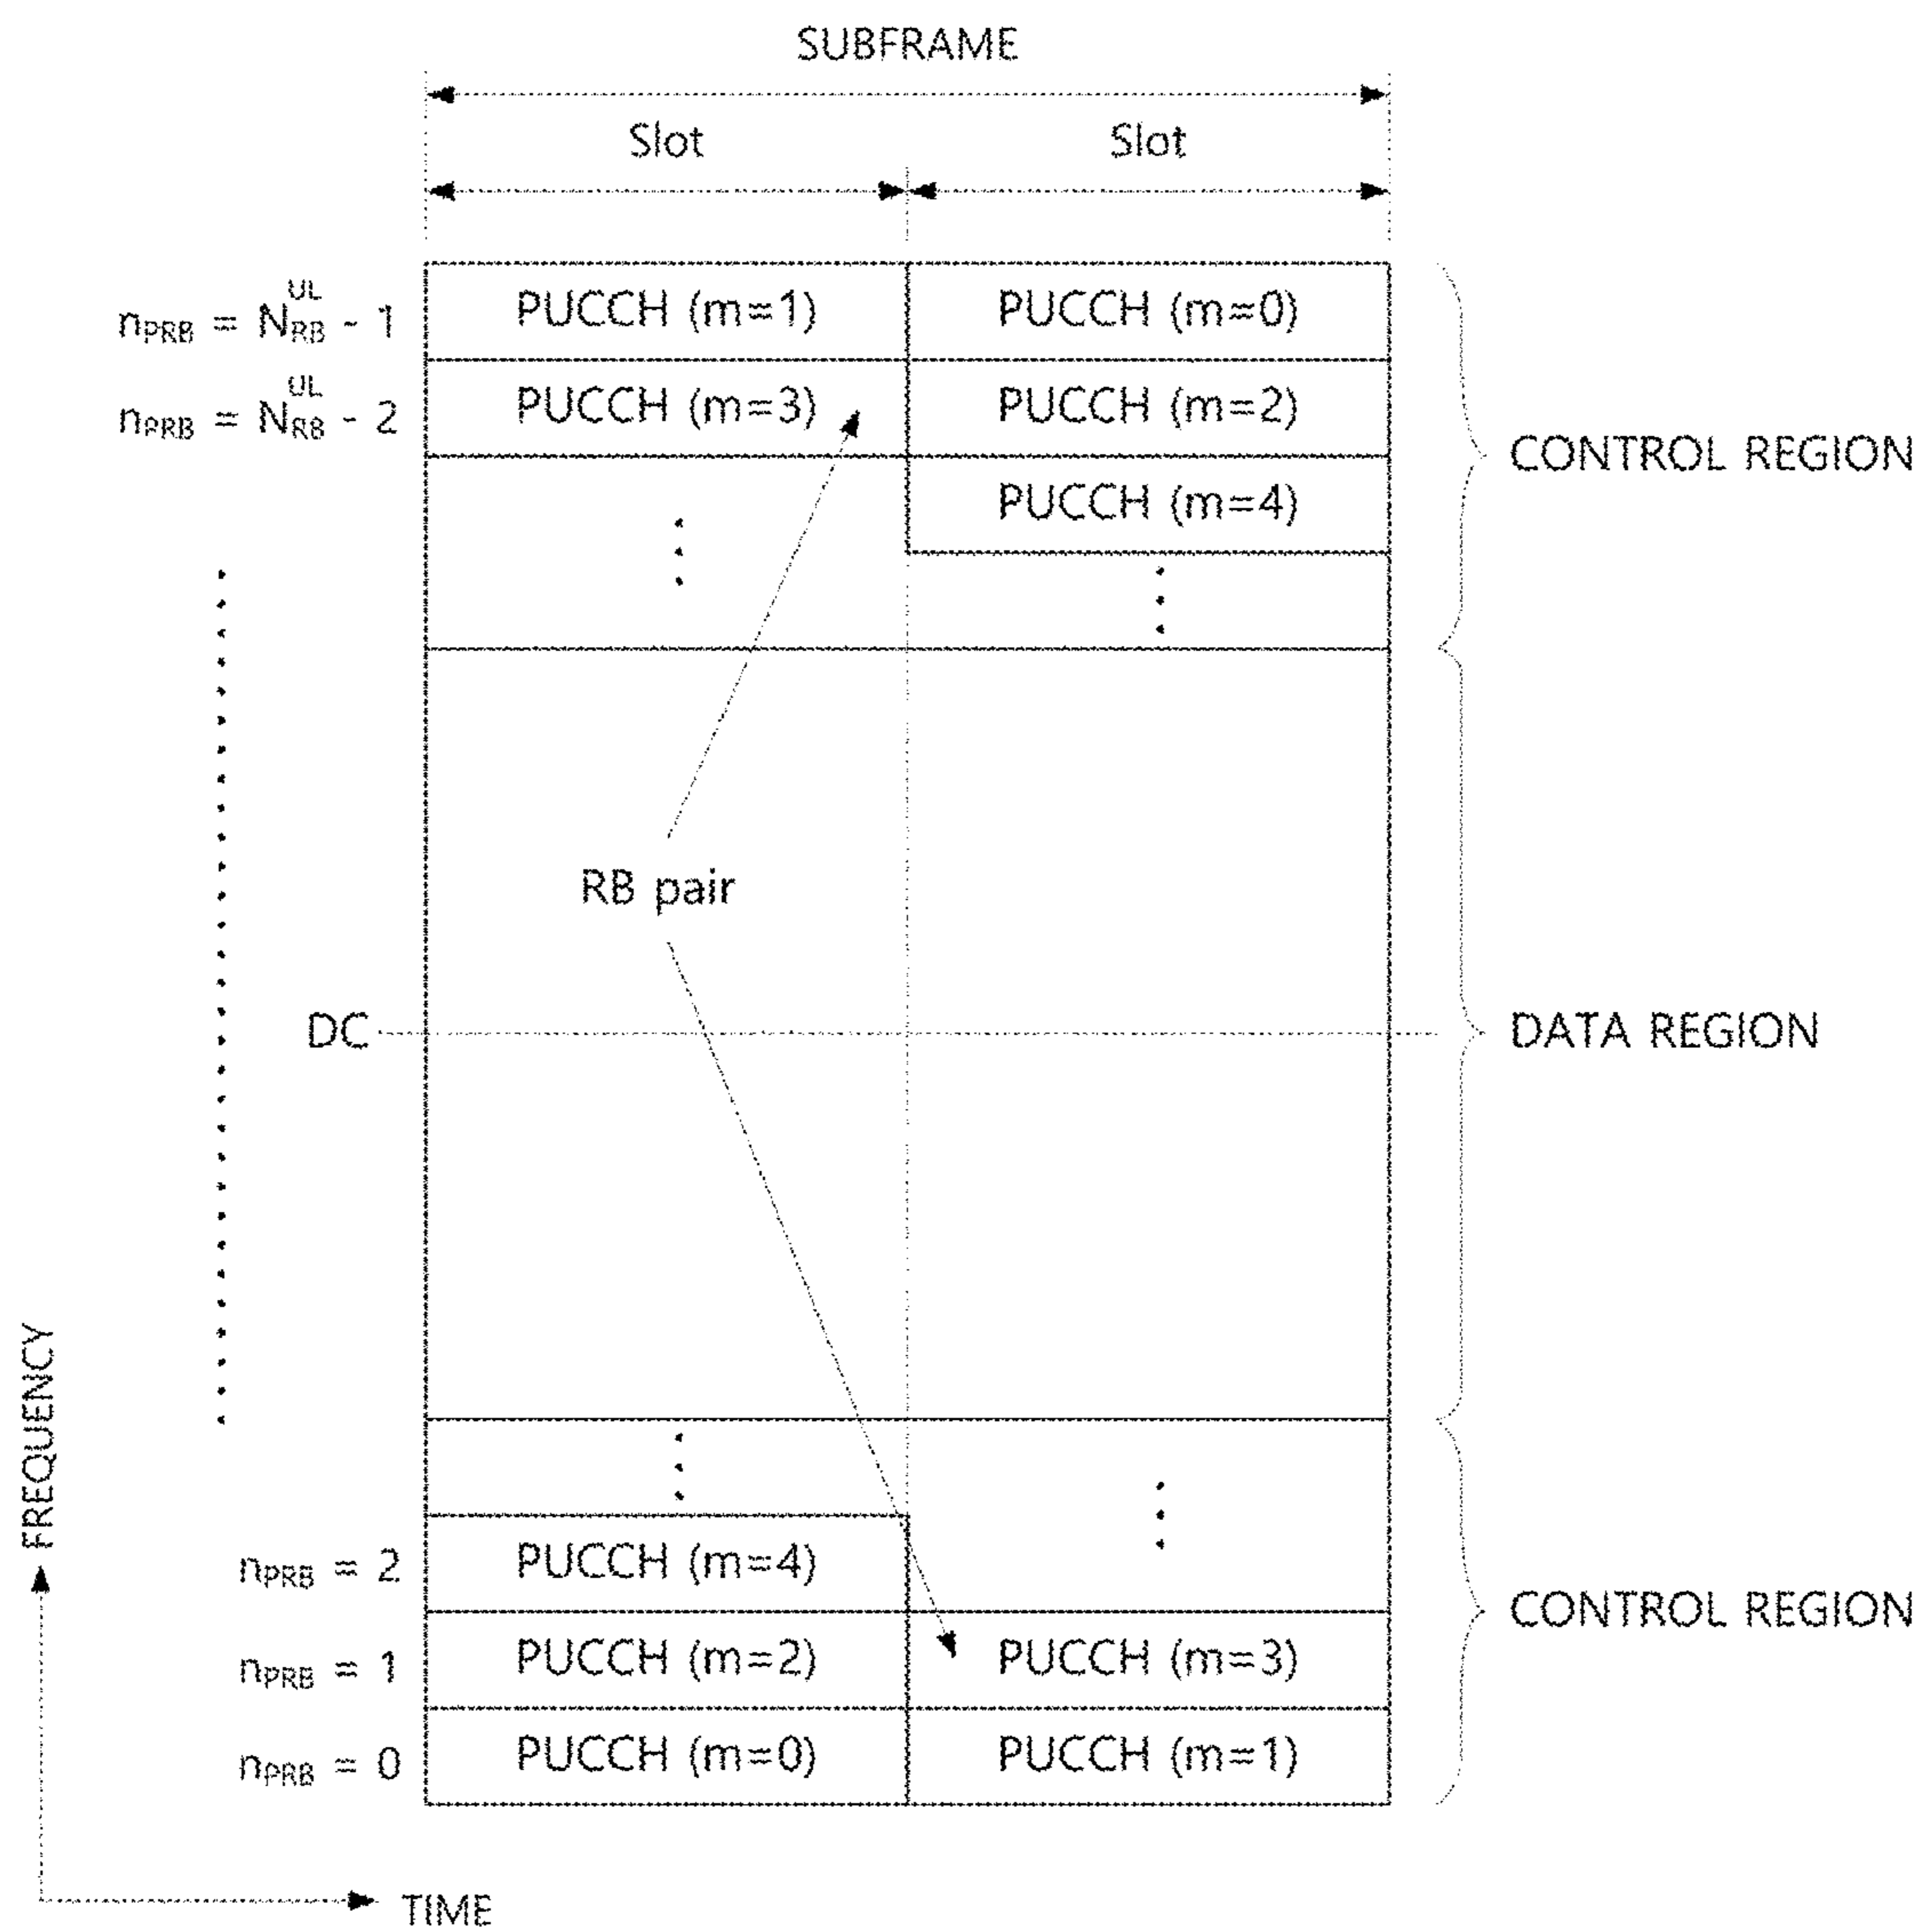 SUBFRAME
Slot Slot
n_PRB = N_RB^UL - 1 PUCCH (m=1) PUCCH (m=0)
n_PRB = N_RB^UL - 2 PUCCH (m=3) PUCCH (m=2)
CONTROL REGION
PUCCH (m=4)
RB pair
DC DATA REGION
FREQUENCY
n_PRB = 2 PUCCH (m=4)
CONTROL REGION
n_PRB = 1 PUCCH (m=2) PUCCH (m=3)
n_PRB = 0 PUCCH (m=0) PUCCH (m=1)
TIME